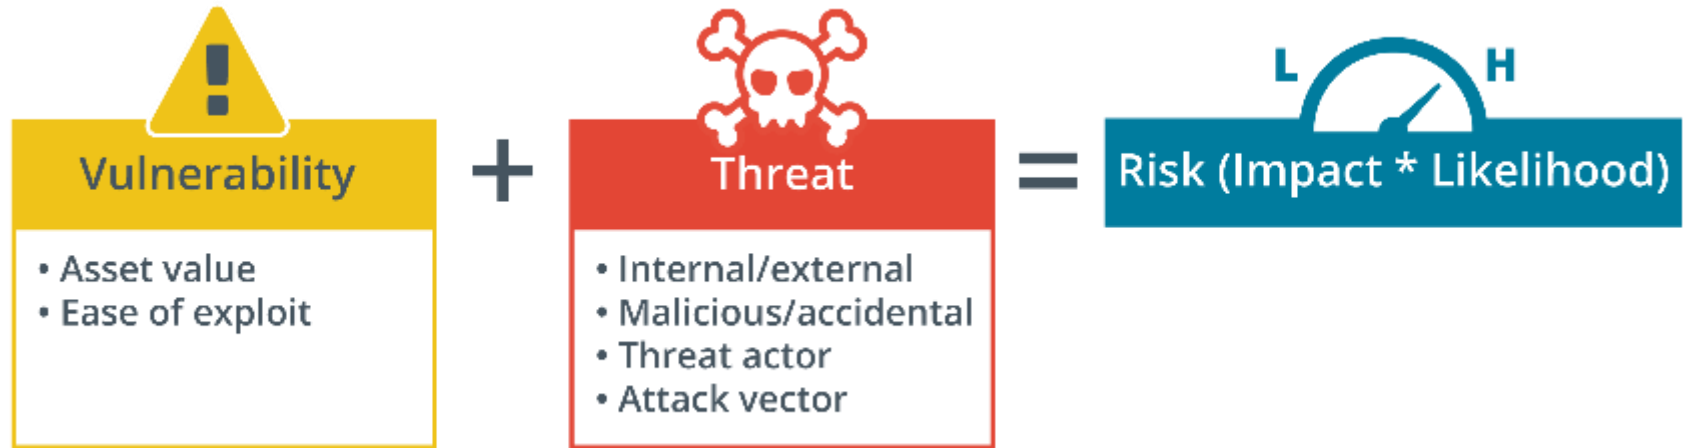 !
L H
Vulnerability + Threat = Risk (Impact * Likelihood)
• Asset value
• Ease of exploit
• Internal/external
• Malicious/accidental
• Threat actor
• Attack vector